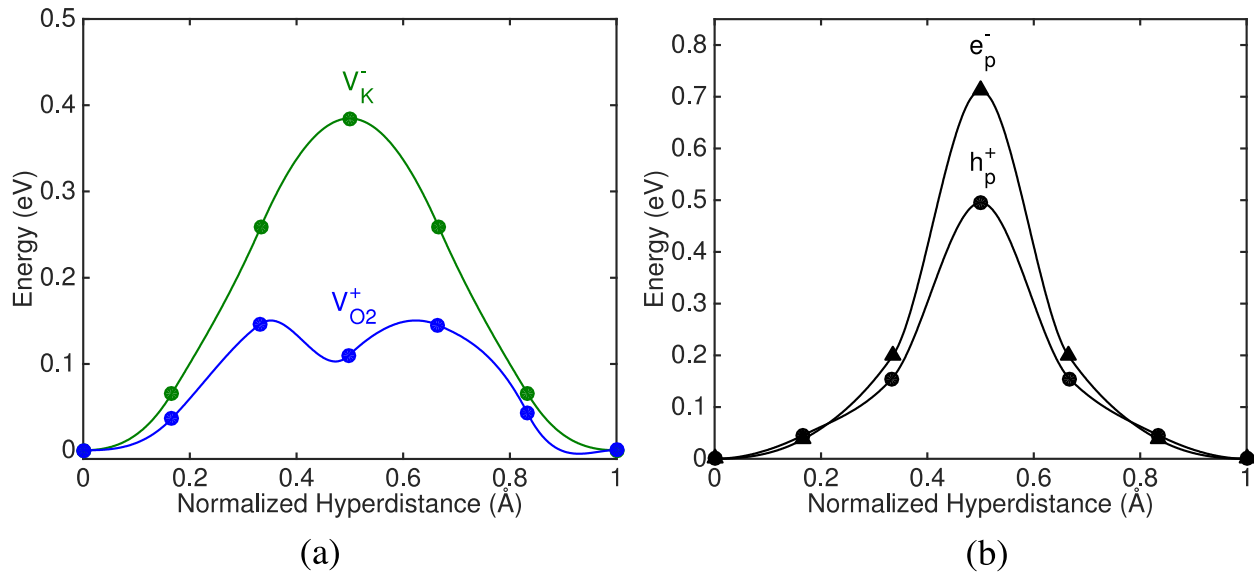 0.5
0.4
0.3
0.2
0.1
0
Energy (eV)
V_K^-
V_{O2}^+
0 0.2 0.4 0.6 0.8 1
Normalized Hyperdistance (Å)
(a)
0.8
0.7
0.6
0.5
0.4
0.3
0.2
0.1
0
Energy (eV)
e_p^-
h_p^+
0 0.2 0.4 0.6 0.8 1
Normalized Hyperdistance (Å)
(b)